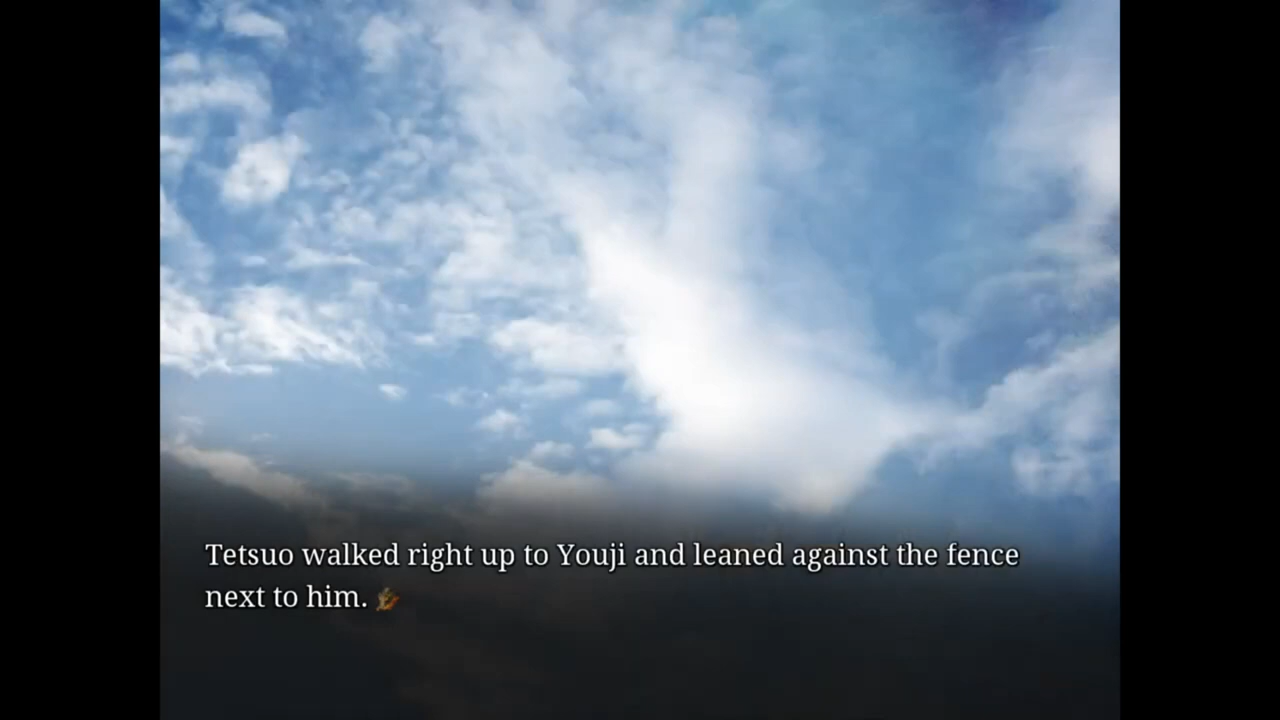 Tetsuo walked right up to Youji and leaned against the fence
next to him.